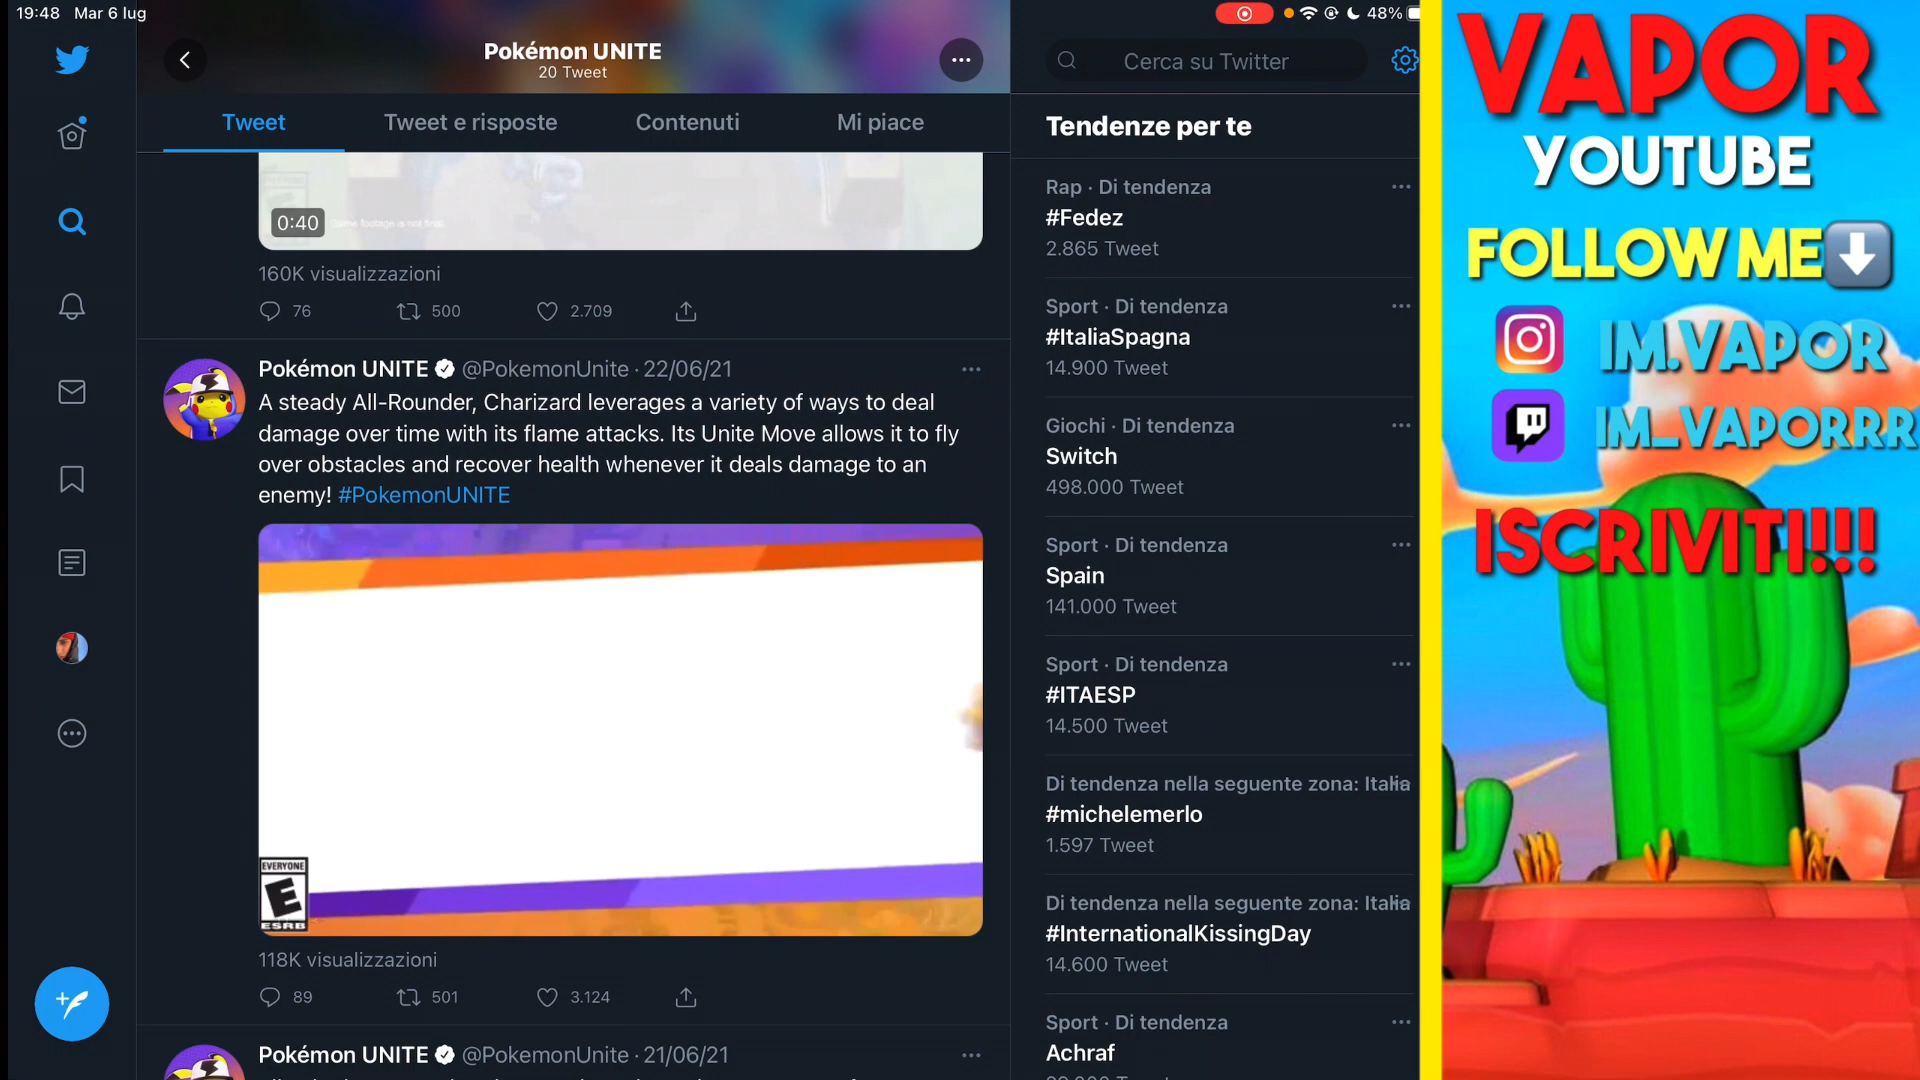 19:48 Mar 6 lug
48%
Pokémon UNITE
20 Tweet
Tweet
Tweet e risposte
Contenuti
Mi piace
0:40
Game footage is not final.
160K visualizzazioni
76
500
2.709
Pokémon UNITE @PokemonUnite · 22/06/21
A steady All-Rounder, Charizard leverages a variety of ways to deal
damage over time with its flame attacks. Its Unite Move allows it to fly
over obstacles and recover health whenever it deals damage to an
enemy! #PokemonUNITE
EVERYONE
E
ESRB
118K visualizzazioni
89
501
3.124
Pokémon UNITE @PokemonUnite · 21/06/21
Cerca su Twitter
Tendenze per te
Rap · Di tendenza
#Fedez
2.865 Tweet
Sport · Di tendenza
#ItaliaSpagna
14.900 Tweet
Giochi · Di tendenza
Switch
498.000 Tweet
Sport · Di tendenza
Spain
141.000 Tweet
Sport · Di tendenza
#ITAESP
14.500 Tweet
Di tendenza nella seguente zona: Italia
#michelemerlo
1.597 Tweet
Di tendenza nella seguente zona: Italia
#InternationalKissingDay
14.600 Tweet
Sport · Di tendenza
Achraf
VAPOR
YOUTUBE
FOLLOW ME
IM.VAPOR
IM_VAPORRR
ISCRIVITI!!!